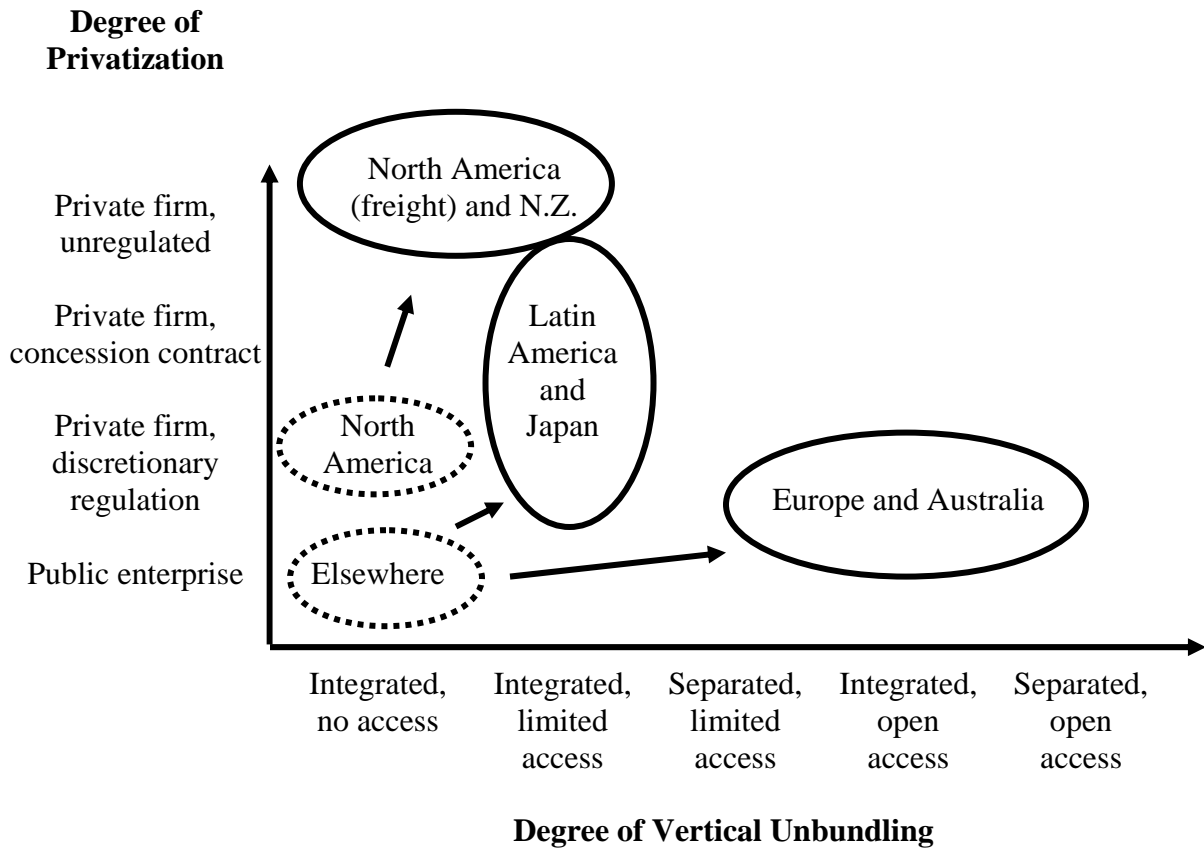 Degree of
Privatization
North America
(freight) and N.Z.
Private firm,
unregulated
Private firm,
concession contract
Latin
America
and
Japan
Private firm,
discretionary
regulation
North
America
Europe and Australia
Public enterprise
Elsewhere
Integrated,
no access
Integrated,
limited
access
Separated,
limited
access
Integrated,
open
access
Separated,
open
access
Degree of Vertical Unbundling